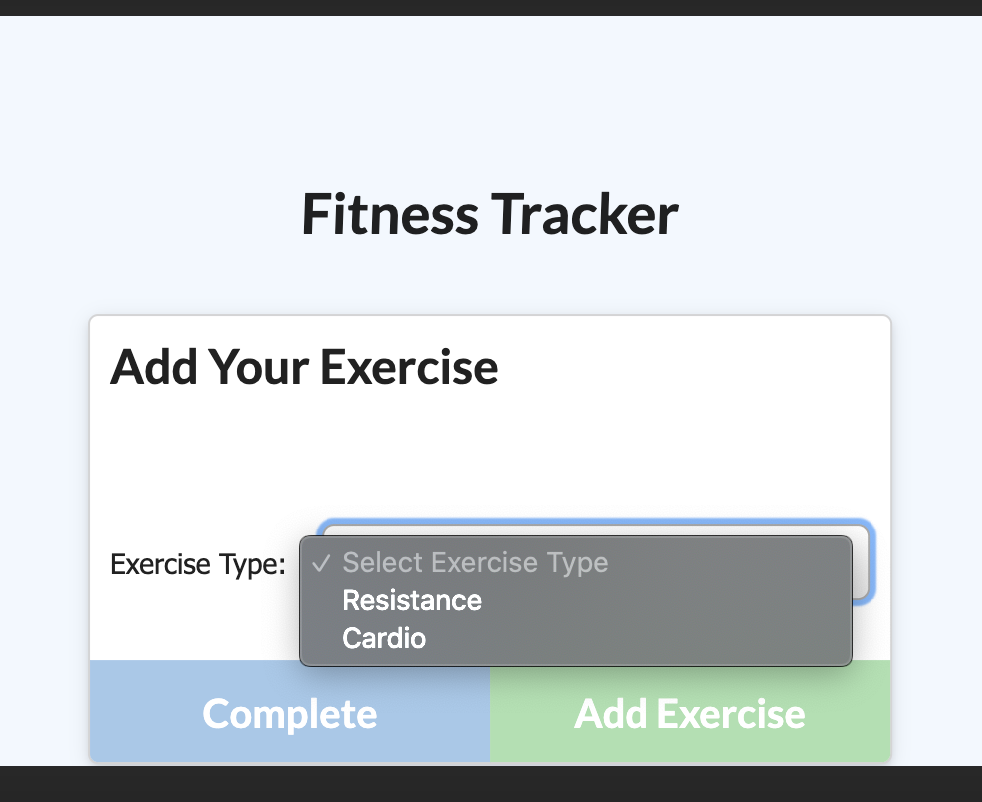 Fitness Tracker
Add Your Exercise
Exercise Type:
✓ Select Exercise Type
Resistance
Cardio
Complete
Add Exercise